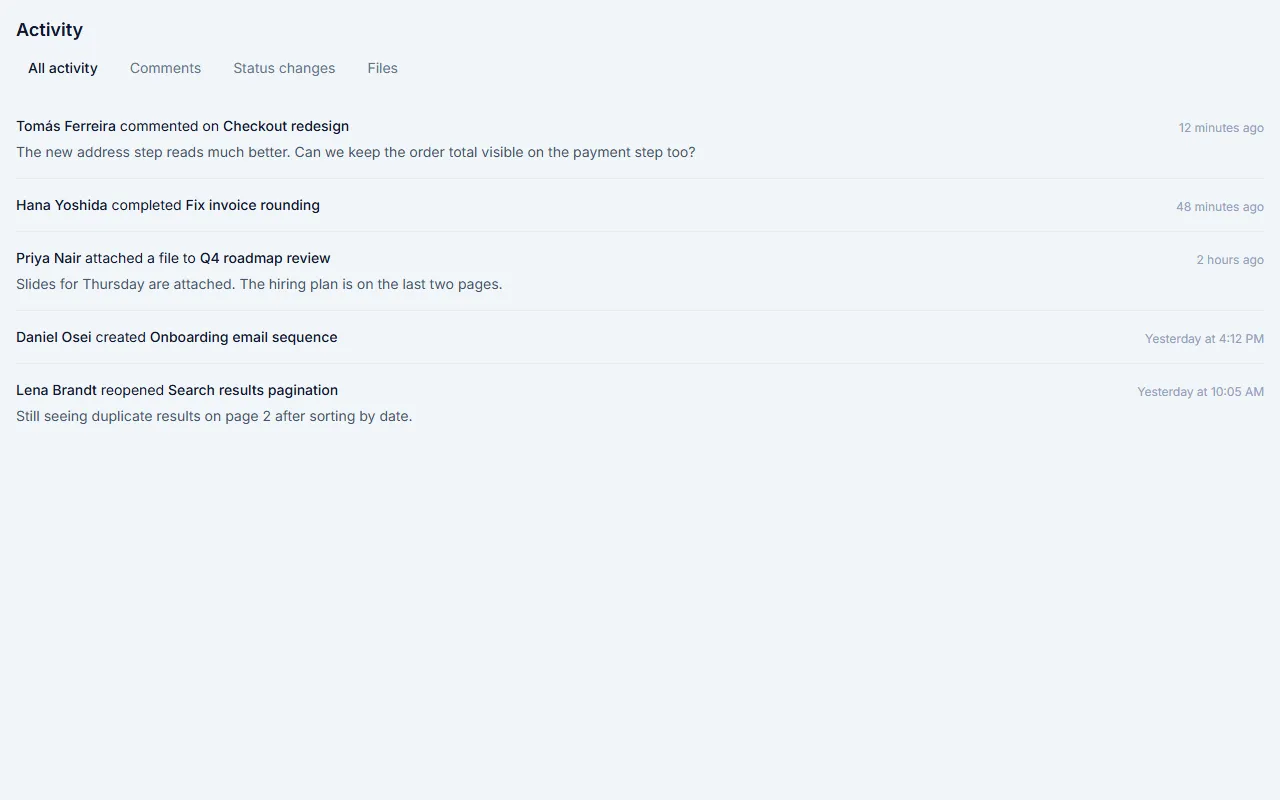 Activity
All activity
Comments
Status changes
Files
Tomás Ferreira commented on Checkout redesign
12 minutes ago
The new address step reads much better. Can we keep the order total visible on the payment step too?
Hana Yoshida completed Fix invoice rounding
48 minutes ago
Priya Nair attached a file to Q4 roadmap review
2 hours ago
Slides for Thursday are attached. The hiring plan is on the last two pages.
Daniel Osei created Onboarding email sequence
Yesterday at 4:12 PM
Lena Brandt reopened Search results pagination
Yesterday at 10:05 AM
Still seeing duplicate results on page 2 after sorting by date.